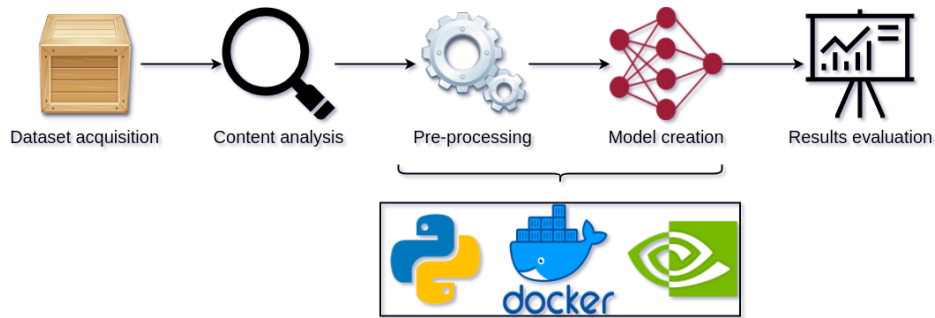 Dataset acquisition
Content analysis
Pre-processing
Model creation
Results evaluation
docker